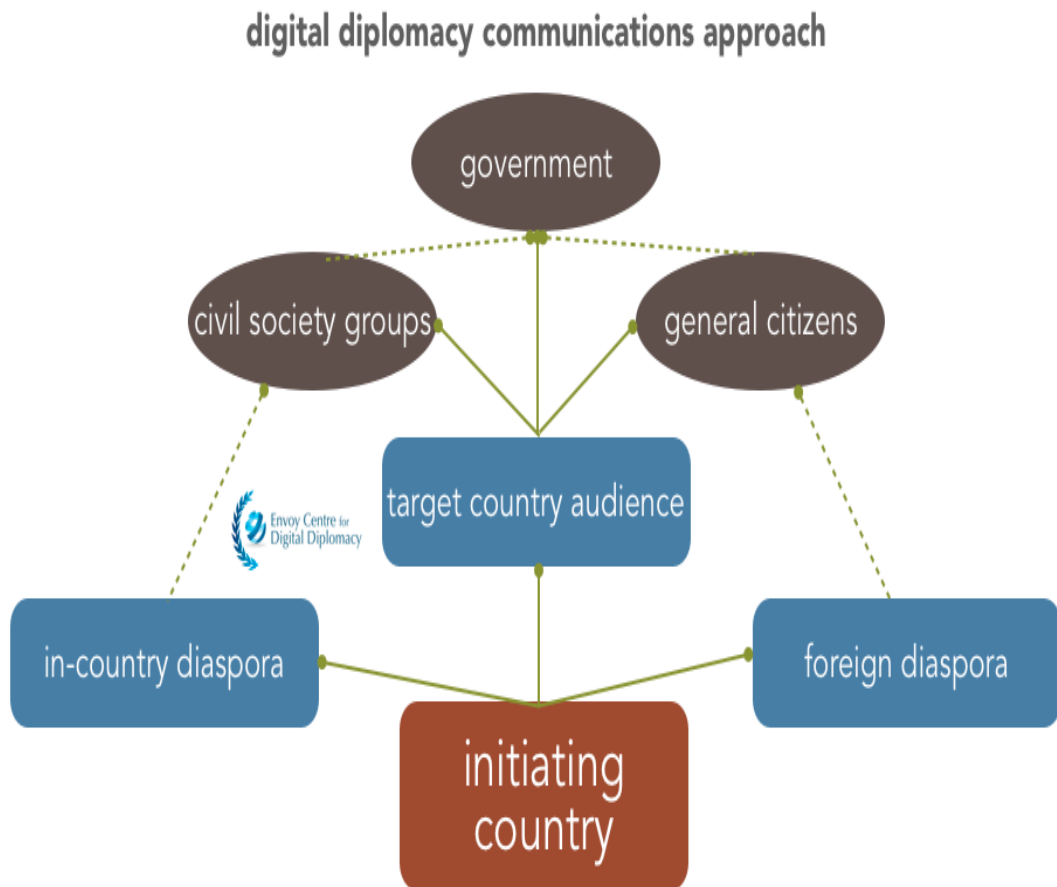 digital diplomacy communications approach
government
civil society groups
general citizens
target country audience
Envoy Centre for
Digital Diplomacy
in-country diaspora
foreign diaspora
initiating
country